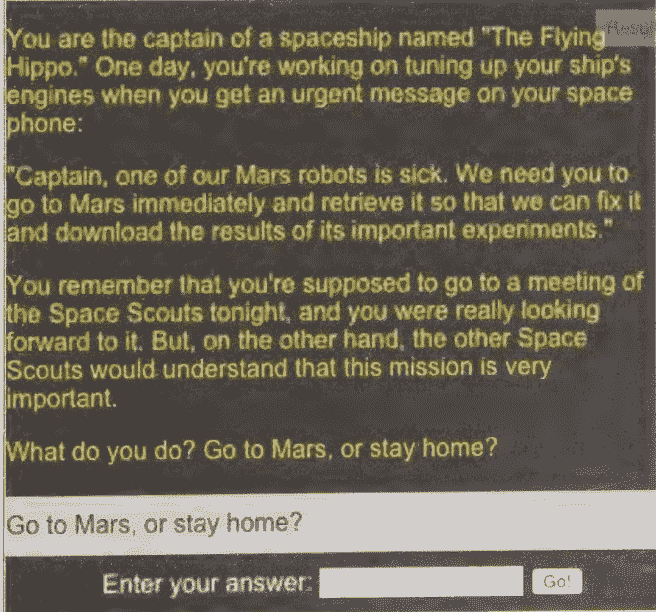 You are the captain of a spaceship named "The Flying
Hippo." One day, you're working on tuning up your ship's
engines when you get an urgent message on your space
phone:
"Captain, one of our Mars robots is sick. We need you to
go to Mars immediately and retrieve it so that we can fix it
and download the results of its important experiments."
You remember that you're supposed to go to a meeting of
the Space Scouts tonight, and you were really looking
forward to it. But, on the other hand, the other Space
Scouts would understand that this mission is very
important.
What do you do? Go to Mars, or stay home?
Go to Mars, or stay home?
Enter your answer:
Go!